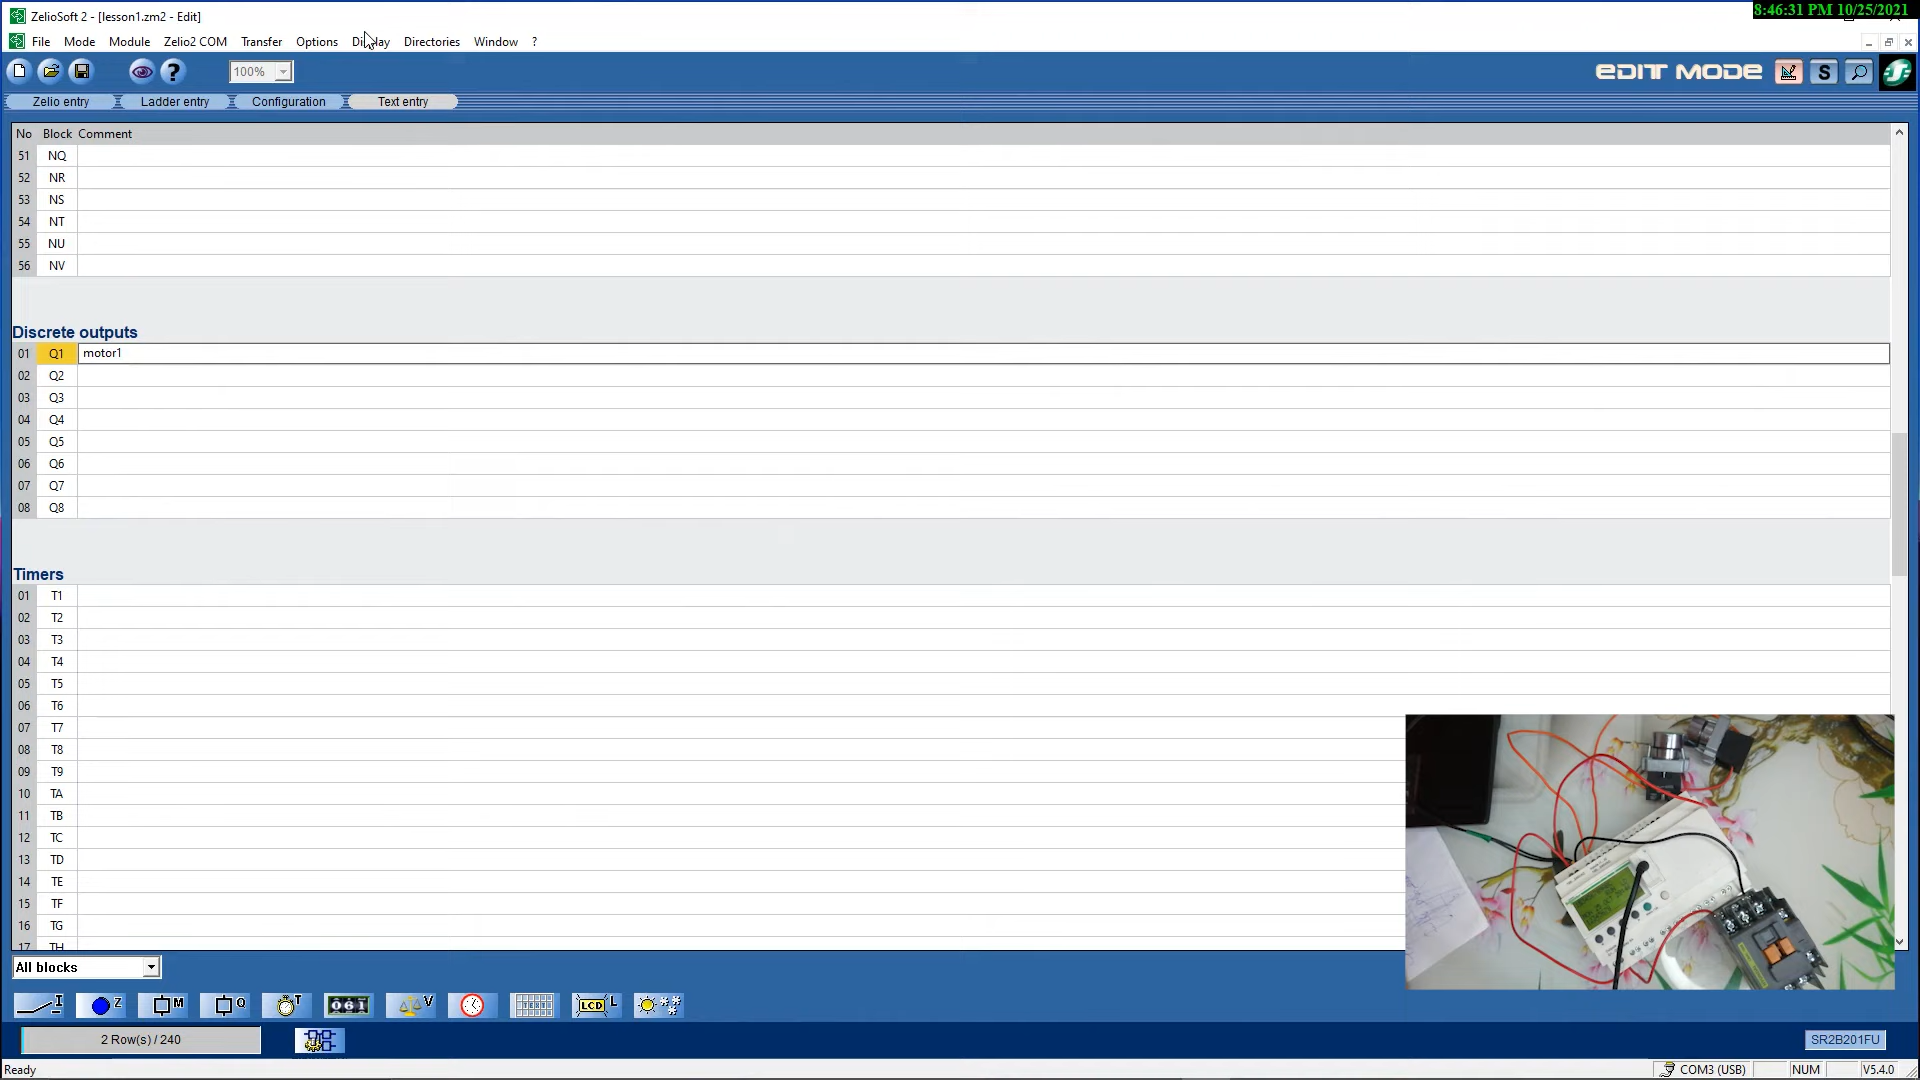 ZelioSoft 2 - [lesson1.zm2 - Edit]
8:46:31 PM 10/25/2021
File Mode Module Zelio2 COM Transfer Options Display Directories Window ?
100%
EDIT MODE
S
Zelio entry Ladder entry Configuration Text entry
No Block Comment
51 NQ
52 NR
53 NS
54 NT
55 NU
56 NV
Discrete outputs
01 Q1 motor1
02 Q2
03 Q3
04 Q4
05 Q5
06 Q6
07 Q7
08 Q8
Timers
01 T1
02 T2
03 T3
04 T4
05 T5
06 T6
07 T7
08 T8
09 T9
10 TA
11 TB
12 TC
13 TD
14 TE
15 TF
16 TG
17 TH
All blocks
I Z M Q T 061 V TEXT LCD L
2 Row(s) / 240
SR2B201FU
Ready
COM3 (USB) NUM V5.4.0